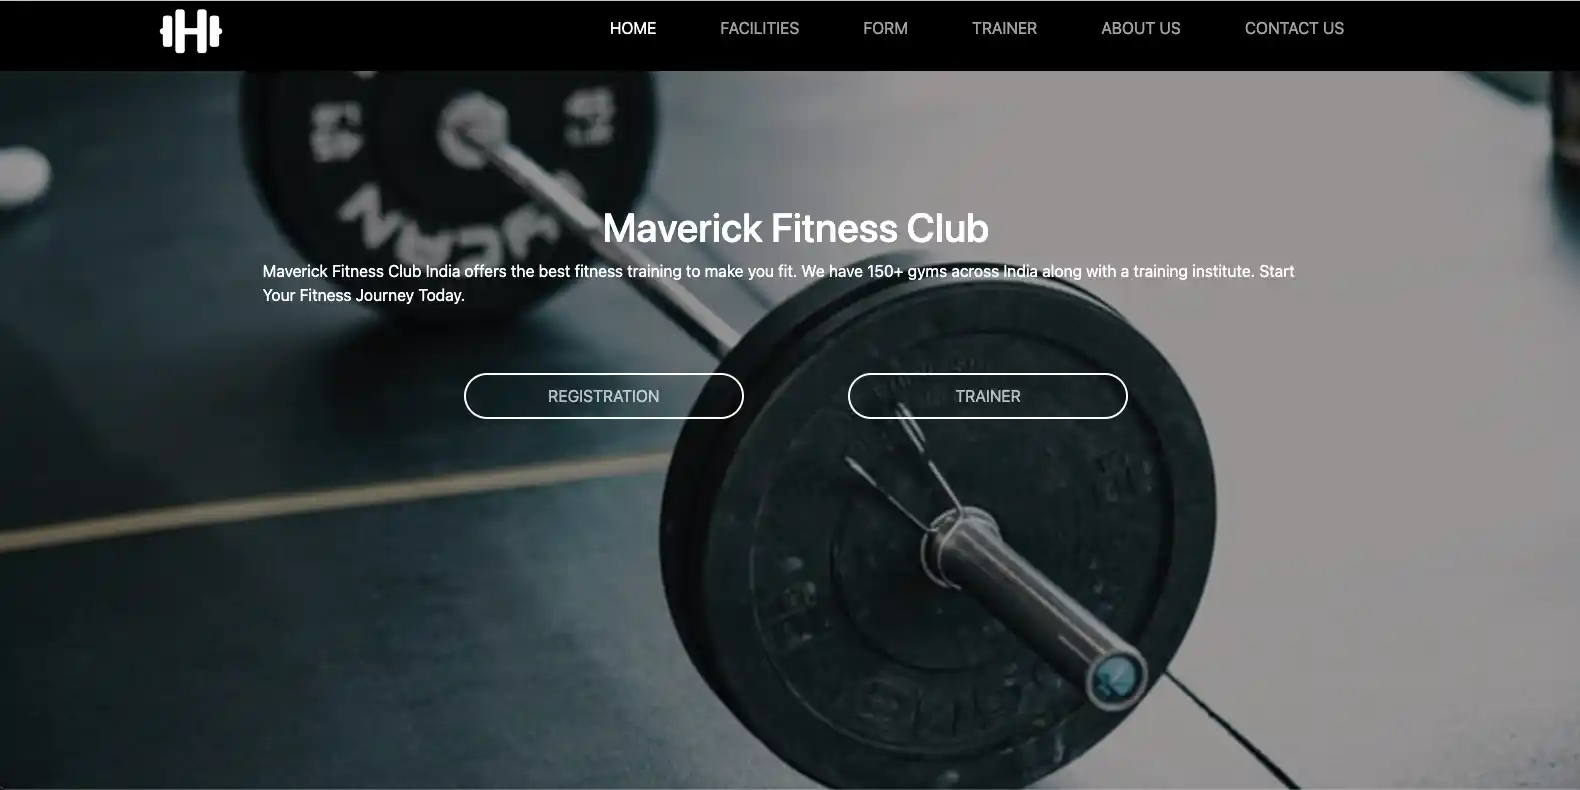 HOME FACILITIES FORM TRAINER ABOUT US CONTACT US
Maverick Fitness Club
Maverick Fitness Club India offers the best fitness training to make you fit. We have 150+ gyms across India along with a training institute. Start
Your Fitness Journey Today.
REGISTRATION TRAINER